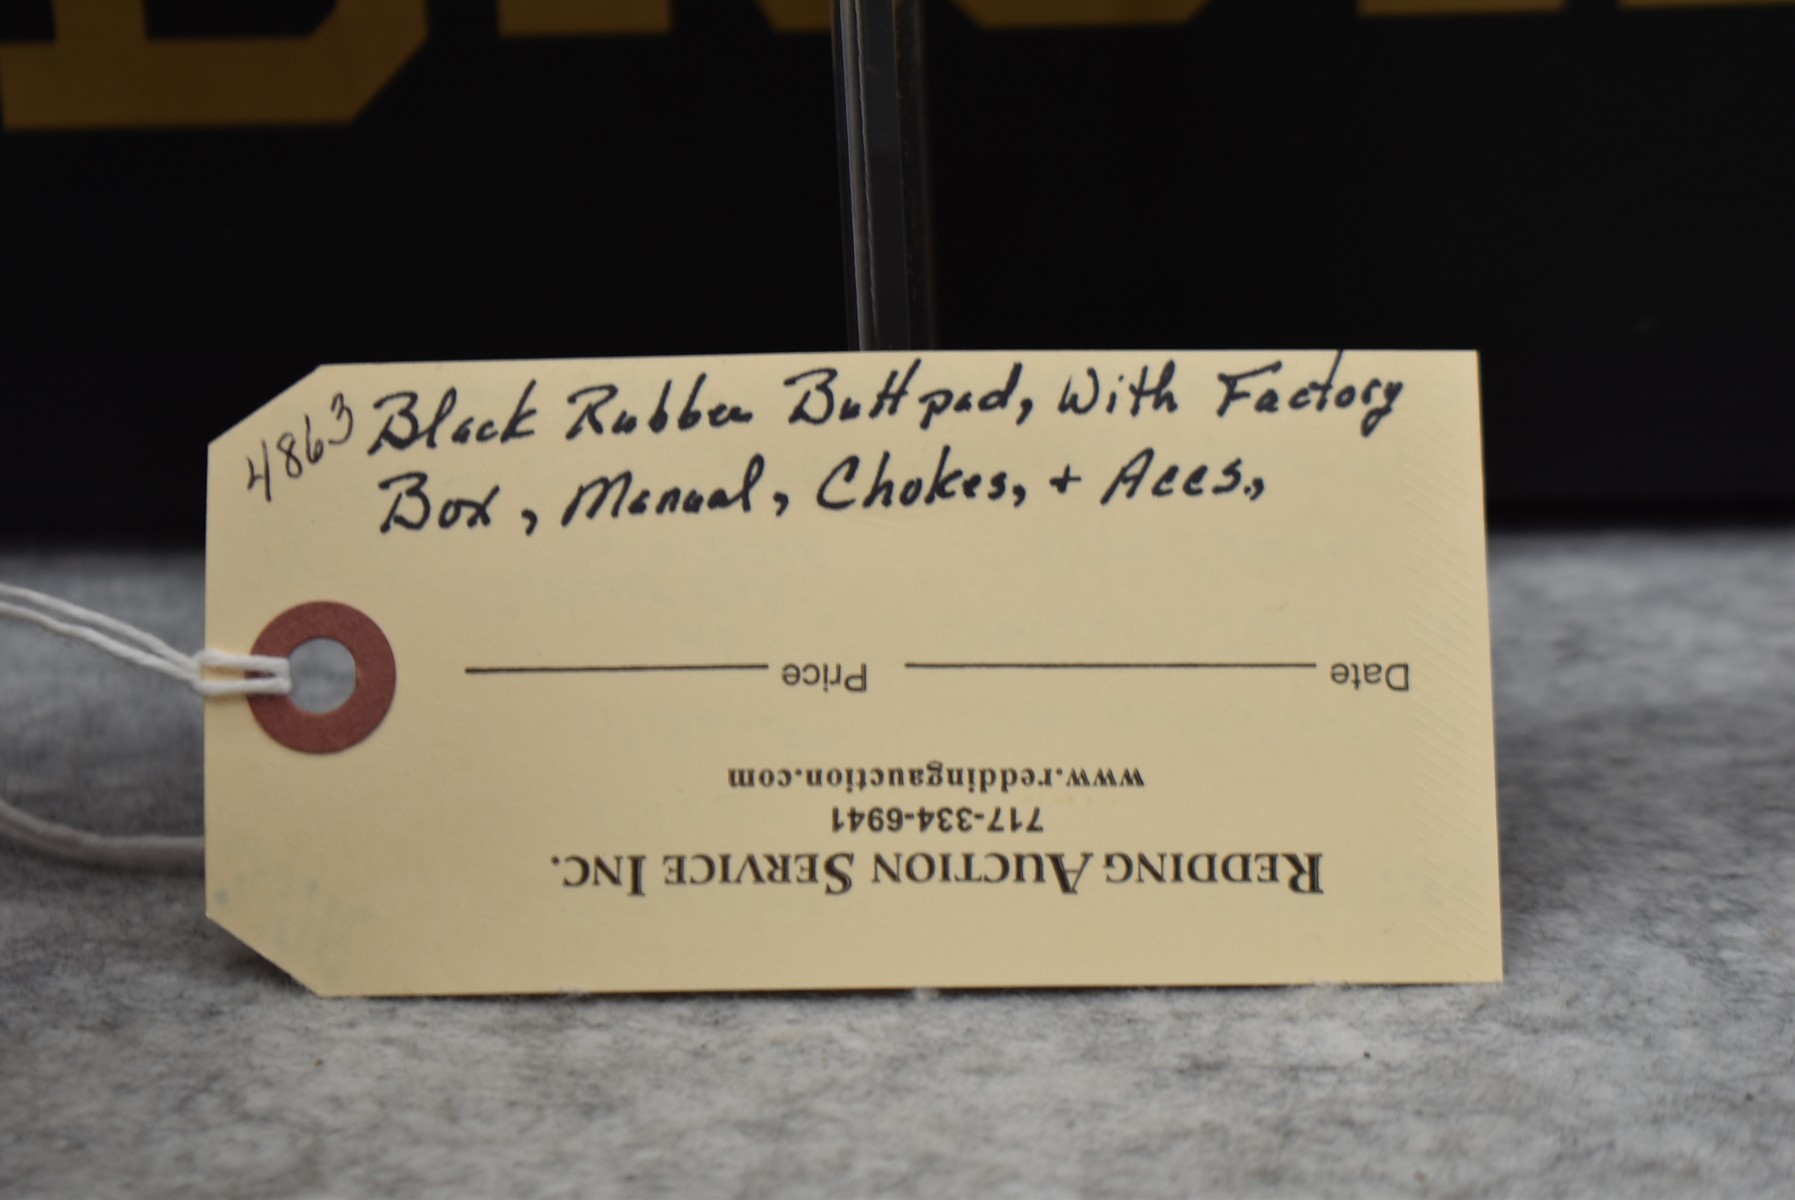 4863 Black Rubber Buttpad, With Factory
Box, Manual, Chokes, + Accs.,
REDDING AUCTION SERVICE INC.
717-334-6941
www.reddingauction.com
Date Price